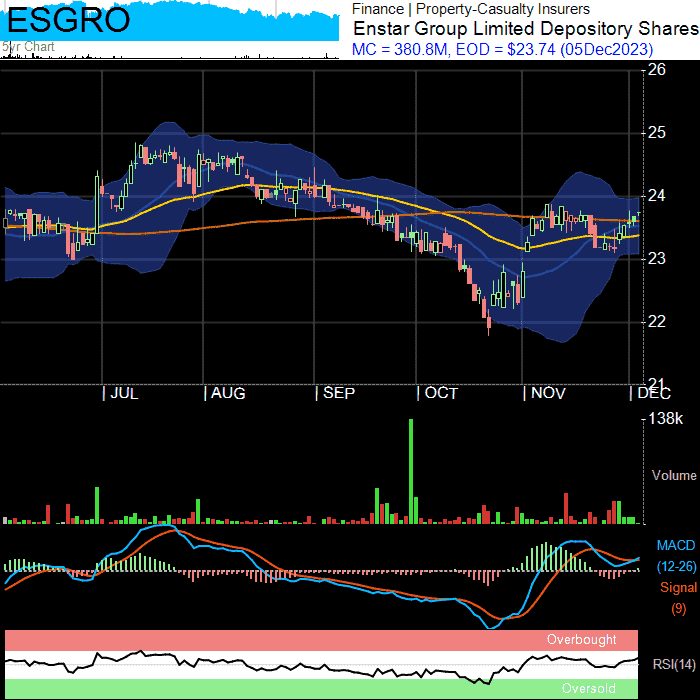 ESGRO
5yr Chart
Finance | Property-Casualty Insurers
Enstar Group Limited Depository Shares
MC = 380.8M, EOD = $23.74 (05Dec2023)
26
25
24
23
22
21
| JUL | AUG | SEP | OCT | NOV | DEC
138k
Volume
MACD
(12-26)
Signal
(9)
Overbought
RSI(14)
Oversold